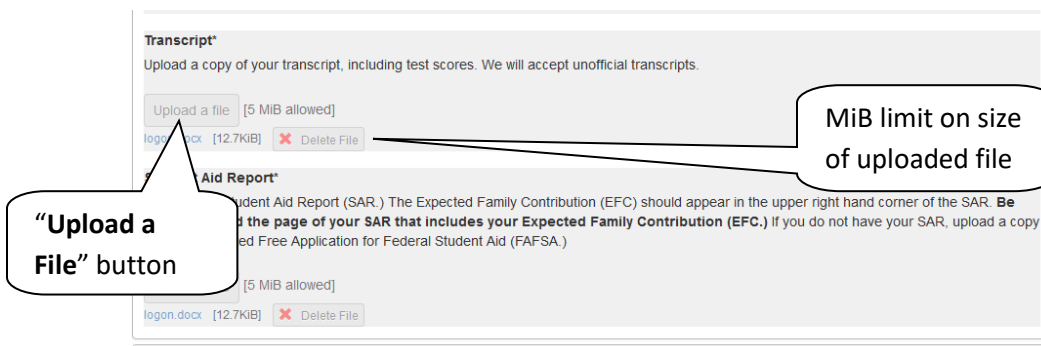 Transcript*
Upload a copy of your transcript, including test scores. We will accept unofficial transcripts.
Upload a file [5 MiB allowed]
logon.docx [12.7KiB] Delete File
MiB limit on size
of uploaded file
Aid Report*
udent Aid Report (SAR.) The Expected Family Contribution (EFC) should appear in the upper right hand corner of the SAR. Be
d the page of your SAR that includes your Expected Family Contribution (EFC.) If you do not have your SAR, upload a copy
ed Free Application for Federal Student Aid (FAFSA.)
“Upload a
File” button
[5 MiB allowed]
logon.docx [12.7KiB] Delete File